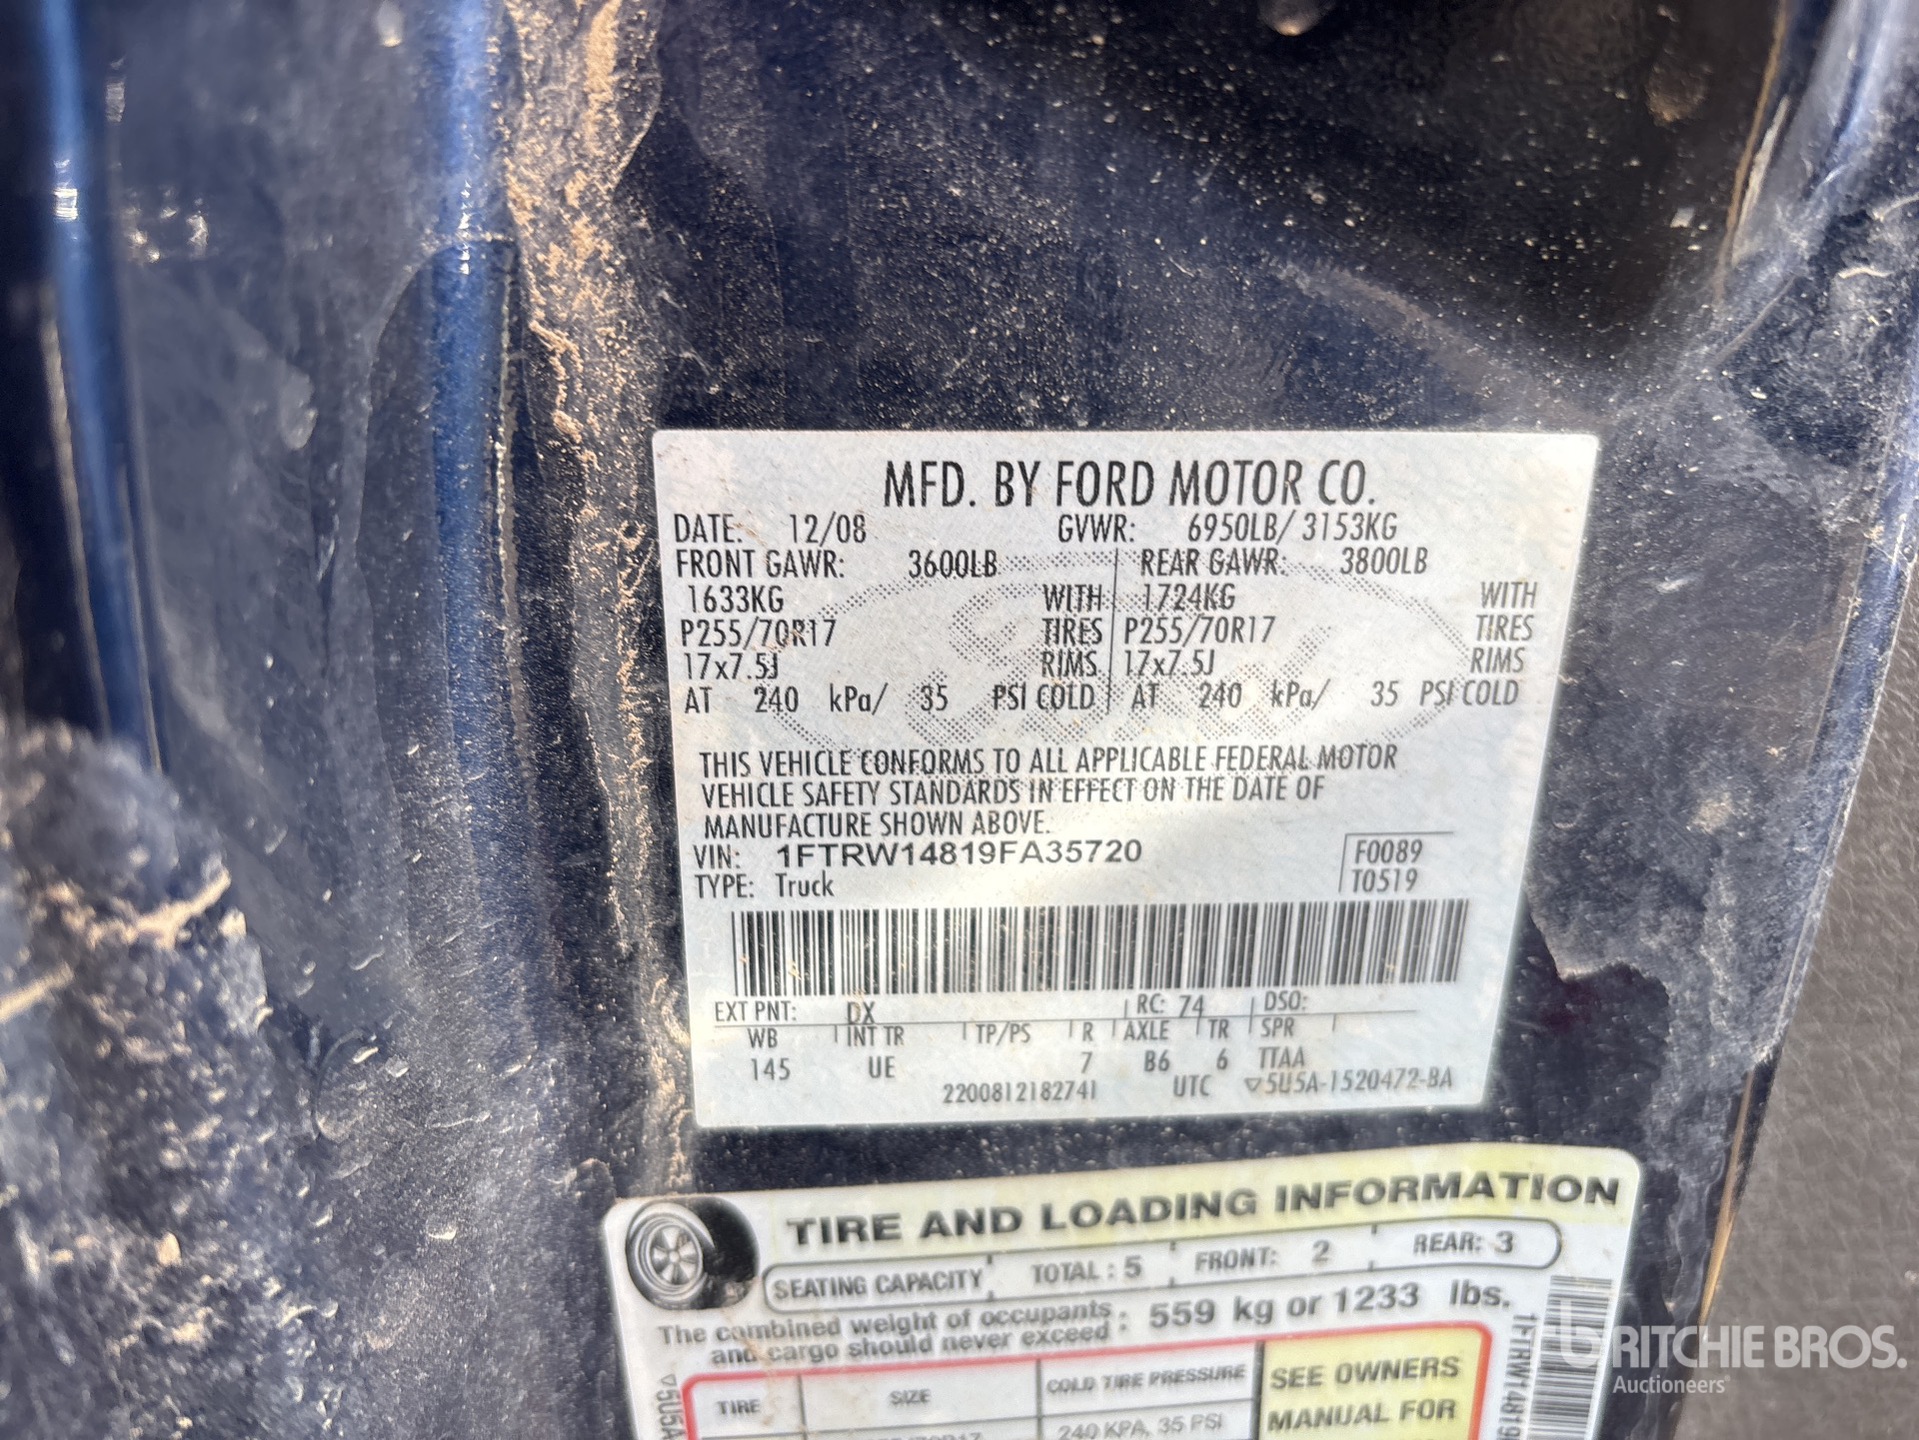 MFD. BY FORD MOTOR CO.
DATE: 12/08 GVWR: 6950LB/ 3153KG
FRONT GAWR: 3600LB REAR GAWR: 3800LB
1633KG WITH 1724KG WITH
P255/70R17 TIRES P255/70R17 TIRES
17x7.5J RIMS 17x7.5J RIMS
AT 240 kPa/ 35 PSI COLD AT 240 kPa/ 35 PSI COLD
THIS VEHICLE CONFORMS TO ALL APPLICABLE FEDERAL MOTOR
VEHICLE SAFETY STANDARDS IN EFFECT ON THE DATE OF
MANUFACTURE SHOWN ABOVE.
VIN: 1FTRW14819FA35720 F0089
TYPE: Truck T0519
EXT PNT: DX RC: 74 DSO:
WB INT TR TP/PS R AXLE TR SPR
145 UE 7 B6 6 TTAA
2200812182741 UTC ▽5U5A-1520472-BA
TIRE AND LOADING INFORMATION
SEATING CAPACITY TOTAL : 5 FRONT: 2 REAR: 3
The combined weight of occupants : 559 kg or 1233 lbs.
and cargo should never exceed
TIRE SIZE COLD TIRE PRESSURE SEE OWNERS
240 KPA, 35 PSI MANUAL FOR
▽5U5A
1FTRW14819
RITCHIE BROS.
Auctioneers